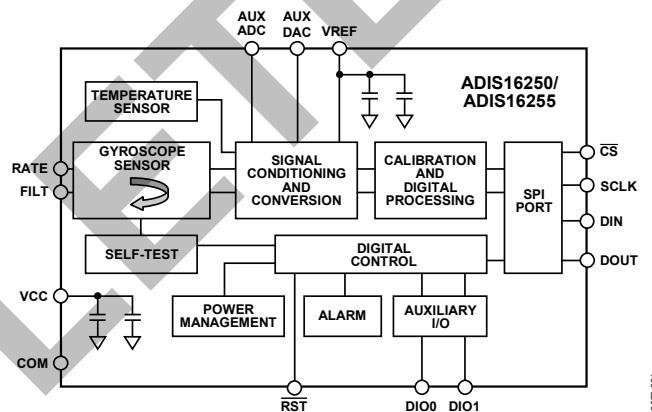 AUX
ADC
AUX
DAC
VREF
ADIS16250/
ADIS16255
TEMPERATURE
SENSOR
GYROSCOPE
SENSOR
SIGNAL
CONDITIONING
AND
CONVERSION
CALIBRATION
AND
DIGITAL
PROCESSING
SPI
PORT
CS
SCLK
DIN
DOUT
RATE
FILT
SELF-TEST
DIGITAL
CONTROL
VCC
POWER
MANAGEMENT
ALARM
AUXILIARY
I/O
COM
RST
DIO0
DIO1